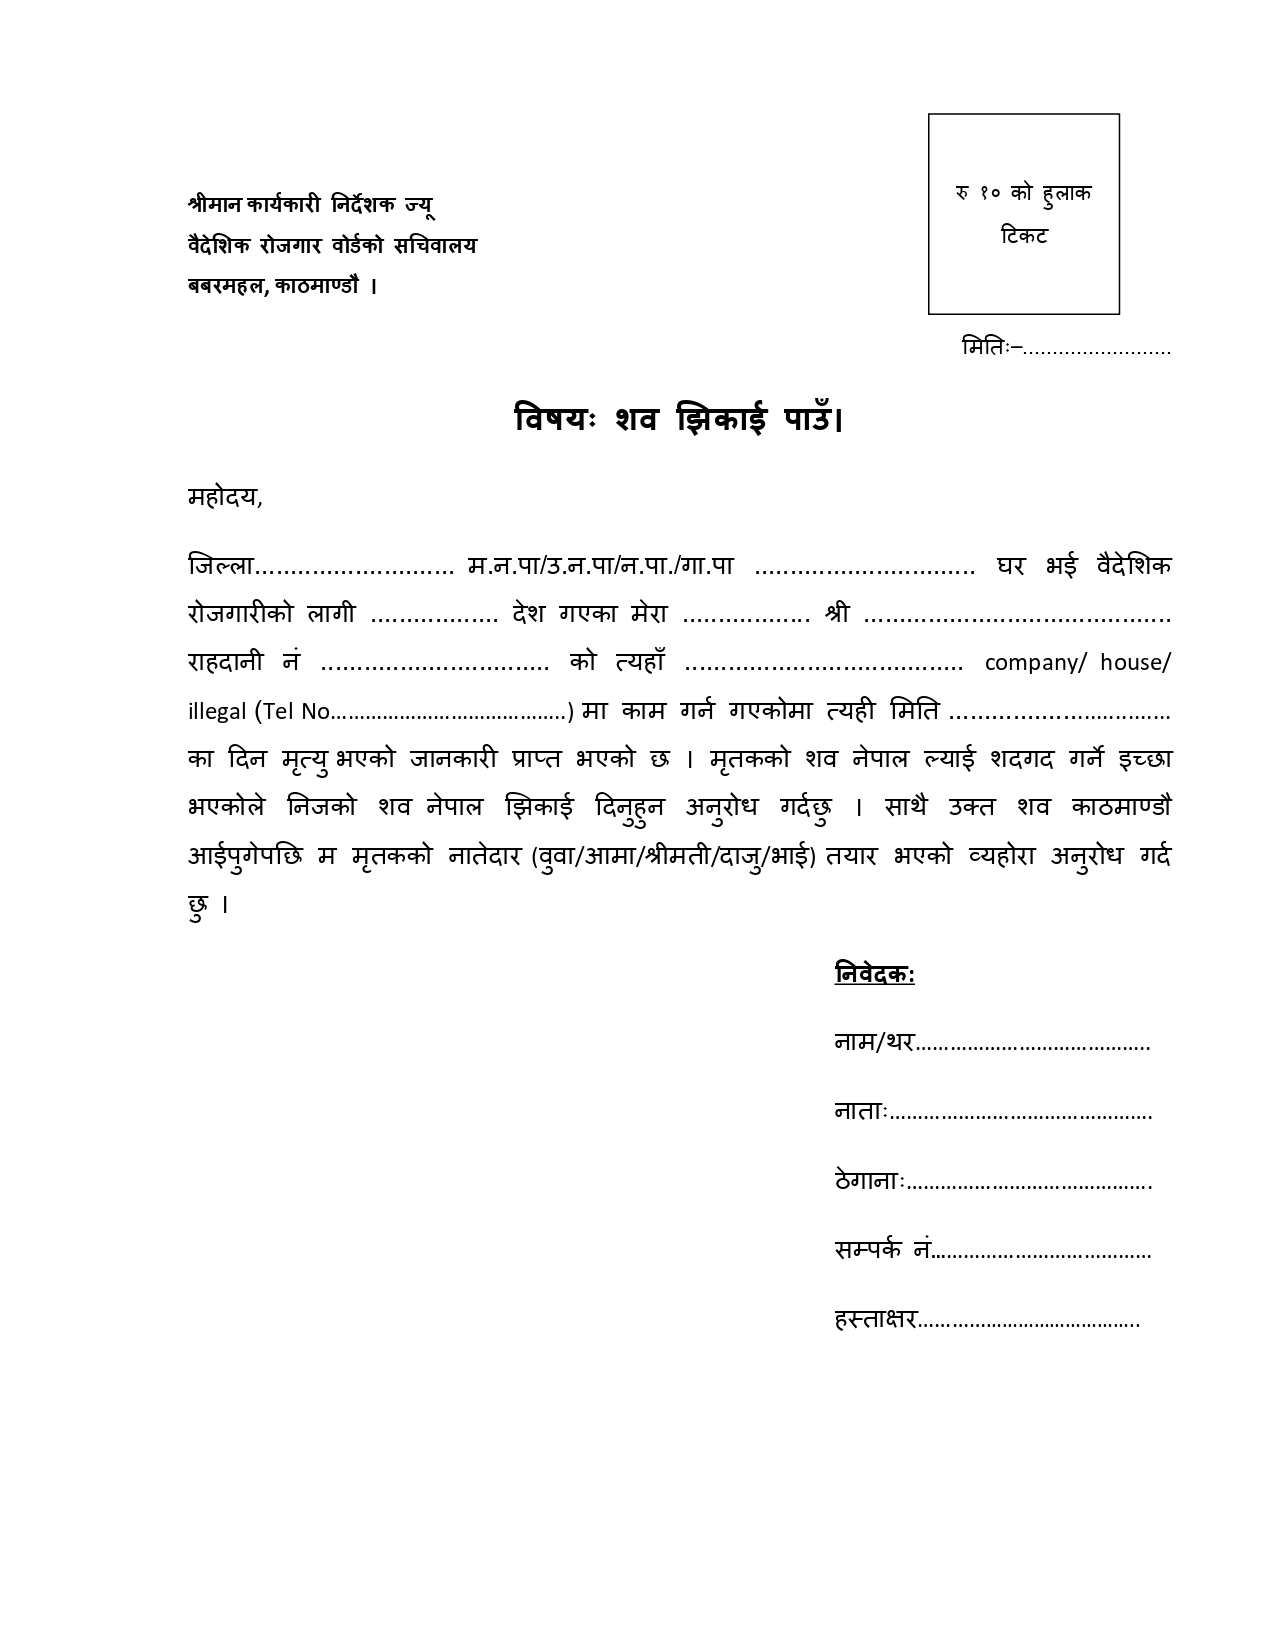 रु १० को हुलाक
टिकट
श्रीमान कार्यकारी निर्देशक ज्यू
वैदेशिक रोजगार वोर्डको सचिवालय
बबरमहल, काठमाण्डौ ।
मितिः–.........................
विषयः शव झिकाई पाउँ।
महोदय,
जिल्ला............................ म.न.पा/उ.न.पा/न.पा./गा.पा ............................... घर भई वैदेशिक
रोजगारीको लागी .................. देश गएका मेरा .................. श्री ...........................................
राहदानी नं ................................ को त्यहाँ ....................................... company/ house/
illegal (Tel No.........................................) मा काम गर्न गएकोमा त्यही मिति ...................................
का दिन मृत्यु भएको जानकारी प्राप्त भएको छ । मृतकको शव नेपाल ल्याई शदगद गर्ने इच्छा
भएकोले निजको शव नेपाल झिकाई दिनुहुन अनुरोध गर्दछु । साथै उक्त शव काठमाण्डौ
आईपुगेपछि म मृतकको नातेदार (वुवा/आमा/श्रीमती/दाजु/भाई) तयार भएको व्यहोरा अनुरोध गर्द
छु ।
निवेदक:
नाम/थर.........................................
नाताः..............................................
ठेगानाः...........................................
सम्पर्क नं.......................................
हस्ताक्षर.......................................